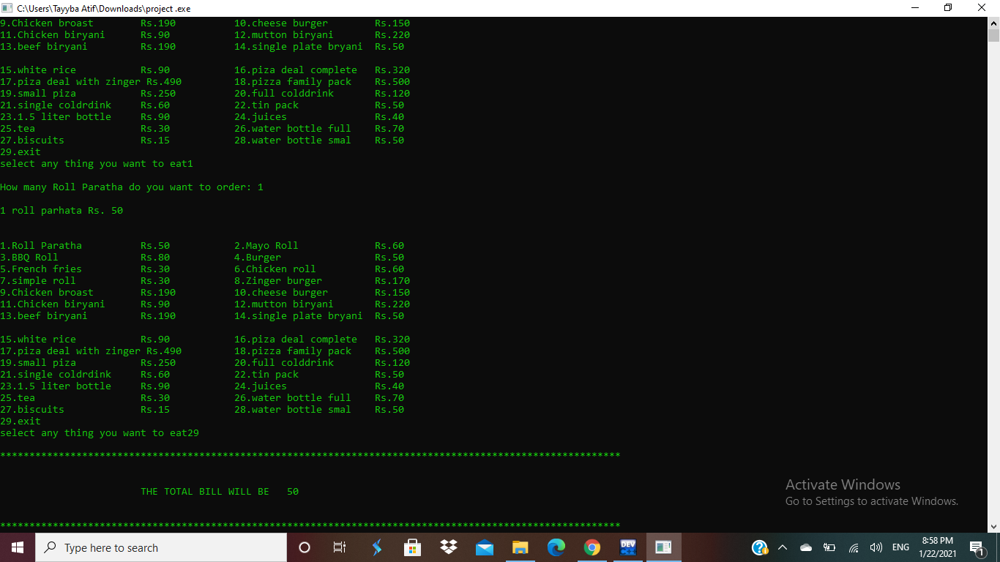 C:\Users\Tayyba Atif\Downloads\project .exe
9.Chicken broast Rs.190 10.cheese burger Rs.150
11.Chicken biryani Rs.90 12.mutton biryani Rs.220
13.beef biryani Rs.190 14.single plate bryani Rs.50
15.white rice Rs.90 16.piza deal complete Rs.320
17.piza deal with zinger Rs.490 18.pizza family pack Rs.500
19.small piza Rs.250 20.full colddrink Rs.120
21.single coldrdink Rs.60 22.tin pack Rs.50
23.1.5 liter bottle Rs.90 24.juices Rs.40
25.tea Rs.30 26.water bottle full Rs.70
27.biscuits Rs.15 28.water bottle smal Rs.50
29.exit
select any thing you want to eat1
How many Roll Paratha do you want to order: 1
1 roll parhata Rs. 50
1.Roll Paratha Rs.50 2.Mayo Roll Rs.60
3.BBQ Roll Rs.80 4.Burger Rs.50
5.French fries Rs.30 6.Chicken roll Rs.60
7.simple roll Rs.30 8.Zinger burger Rs.170
9.Chicken broast Rs.190 10.cheese burger Rs.150
11.Chicken biryani Rs.90 12.mutton biryani Rs.220
13.beef biryani Rs.190 14.single plate bryani Rs.50
15.white rice Rs.90 16.piza deal complete Rs.320
17.piza deal with zinger Rs.490 18.pizza family pack Rs.500
19.small piza Rs.250 20.full colddrink Rs.120
21.single coldrdink Rs.60 22.tin pack Rs.50
23.1.5 liter bottle Rs.90 24.juices Rs.40
25.tea Rs.30 26.water bottle full Rs.70
27.biscuits Rs.15 28.water bottle smal Rs.50
29.exit
select any thing you want to eat29
**********************************************************************************************************
THE TOTAL BILL WILL BE 50
**********************************************************************************************************
Activate Windows
Go to Settings to activate Windows.
Type here to search
DEV
ENG
8:58 PM
1/22/2021
1